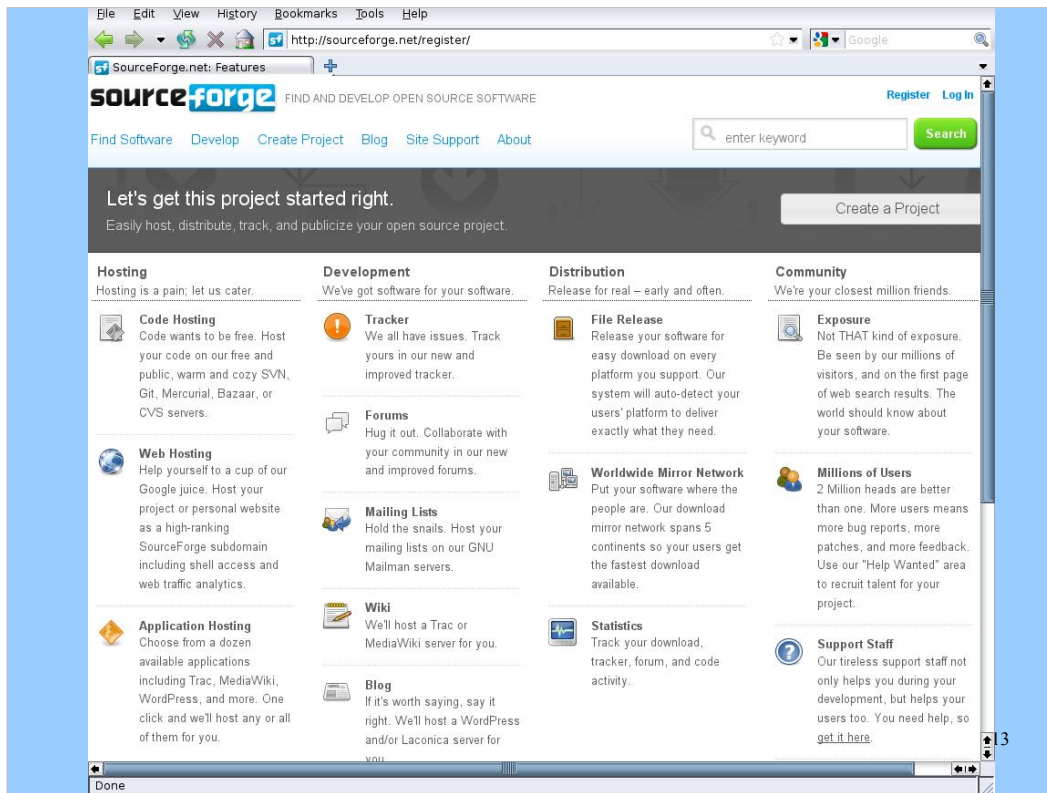 File Edit View History Bookmarks Tools Help
http://sourceforge.net/register/
Google
SourceForge.net: Features
sourceforge FIND AND DEVELOP OPEN SOURCE SOFTWARE
Register Log In
Find Software Develop Create Project Blog Site Support About
enter keyword
Search
Let's get this project started right.
Easily host, distribute, track, and publicize your open source project.
Create a Project
Hosting
Hosting is a pain; let us cater.
Code Hosting
Code wants to be free. Host
your code on our free and
public, warm and cozy SVN,
Git, Mercurial, Bazaar, or
CVS servers.
Web Hosting
Help yourself to a cup of our
Google juice. Host your
project or personal website
as a high-ranking
SourceForge subdomain
including shell access and
web traffic analytics.
Application Hosting
Choose from a dozen
available applications
including Trac, MediaWiki,
WordPress, and more. One
click and we'll host any or all
of them for you.
Development
We've got software for your software.
Tracker
We all have issues. Track
yours in our new and
improved tracker.
Forums
Hug it out. Collaborate with
your community in our new
and improved forums.
Mailing Lists
Hold the snails. Host your
mailing lists on our GNU
Mailman servers.
Wiki
We'll host a Trac or
MediaWiki server for you.
Blog
If it's worth saying, say it
right. We'll host a WordPress
and/or Laconica server for
you.
Distribution
Release for real – early and often.
File Release
Release your software for
easy download on every
platform you support. Our
system will auto-detect your
users' platform to deliver
exactly what they need.
Worldwide Mirror Network
Put your software where the
people are. Our download
mirror network spans 5
continents so your users get
the fastest download
available.
Statistics
Track your download,
tracker, forum, and code
activity.
Community
We're your closest million friends.
Exposure
Not THAT kind of exposure.
Be seen by our millions of
visitors, and on the first page
of web search results. The
world should know about
your software.
Millions of Users
2 Million heads are better
than one. More users means
more bug reports, more
patches, and more feedback.
Use our "Help Wanted" area
to recruit talent for your
project.
Support Staff
Our tireless support staff not
only helps you during your
development, but helps your
users too. You need help, so
get it here.
13
Done